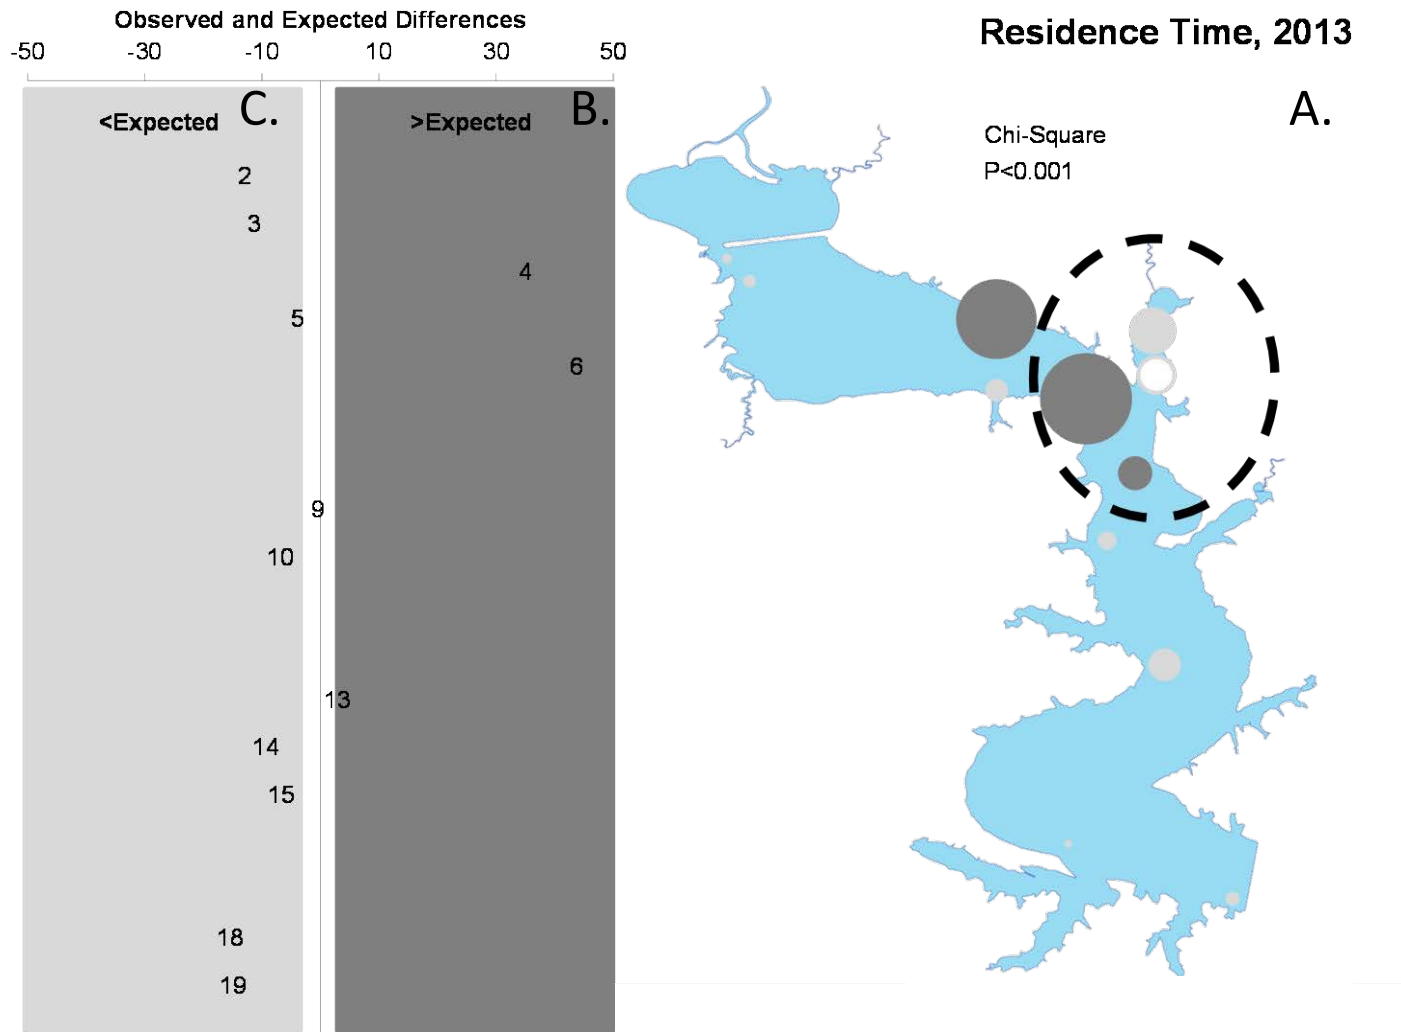 Observed and Expected Differences
-50 -30 -10 10 30 50
<Expected C. >Expected B.
2
3
4
5
6
9
10
13
14
15
18
19
Residence Time, 2013
A.
Chi-Square
P<0.001